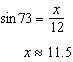 sin 73 = x/12
x ≈ 11.5